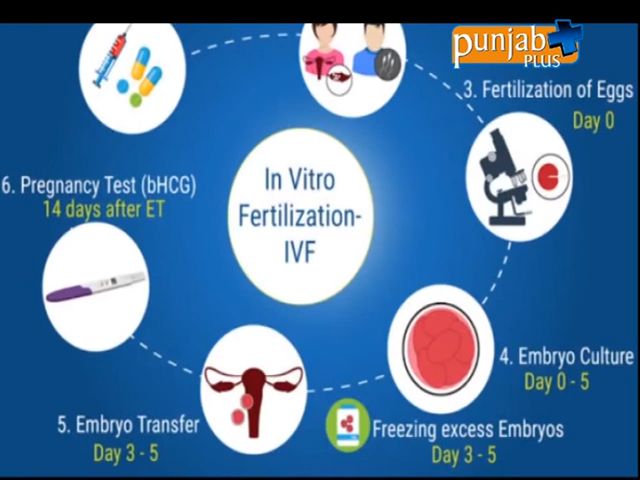 punjab
PLUS
3. Fertilization of Eggs
Day 0
In Vitro
Fertilization-
IVF
6. Pregnancy Test (bHCG)
14 days after ET
4. Embryo Culture
Day 0 - 5
5. Embryo Transfer
Day 3 - 5
Freezing excess Embryos
Day 3 - 5